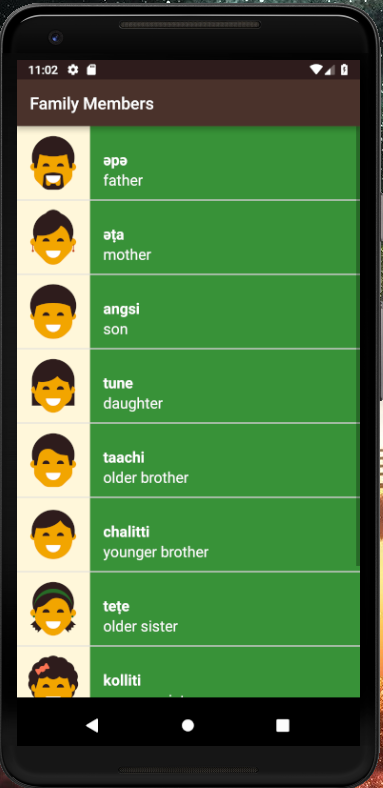 11:02
Family Members
əpə
father
əṭa
mother
angsi
son
tune
daughter
taachi
older brother
chalitti
younger brother
teṭe
older sister
kolliti